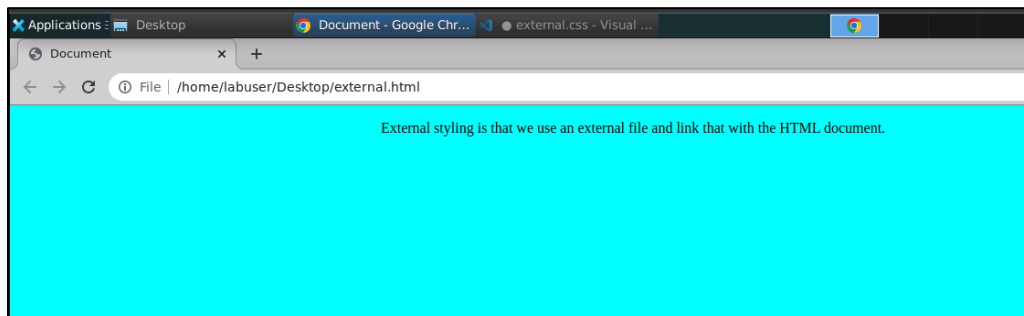 Applications Desktop Document - Google Chr... external.css - Visual ...
Document
File /home/labuser/Desktop/external.html
External styling is that we use an external file and link that with the HTML document.